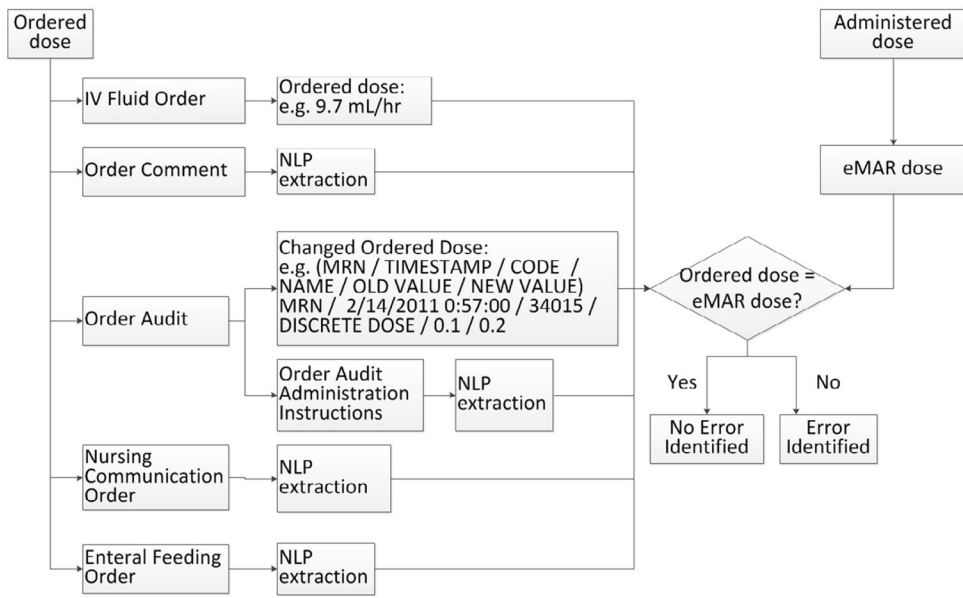 Ordered
dose
Administered
dose
IV Fluid Order
Ordered dose:
e.g. 9.7 mL/hr
Order Comment
NLP
extraction
eMAR dose
Order Audit
Changed Ordered Dose:
e.g. (MRN / TIMESTAMP / CODE /
NAME / OLD VALUE / NEW VALUE)
MRN / 2/14/2011 0:57:00 / 34015 /
DISCRETE DOSE / 0.1 / 0.2
Ordered dose =
eMAR dose?
Order Audit
Administration
Instructions
NLP
extraction
Yes
No
No Error
Identified
Error
Identified
Nursing
Communication
Order
NLP
extraction
Enteral Feeding
Order
NLP
extraction